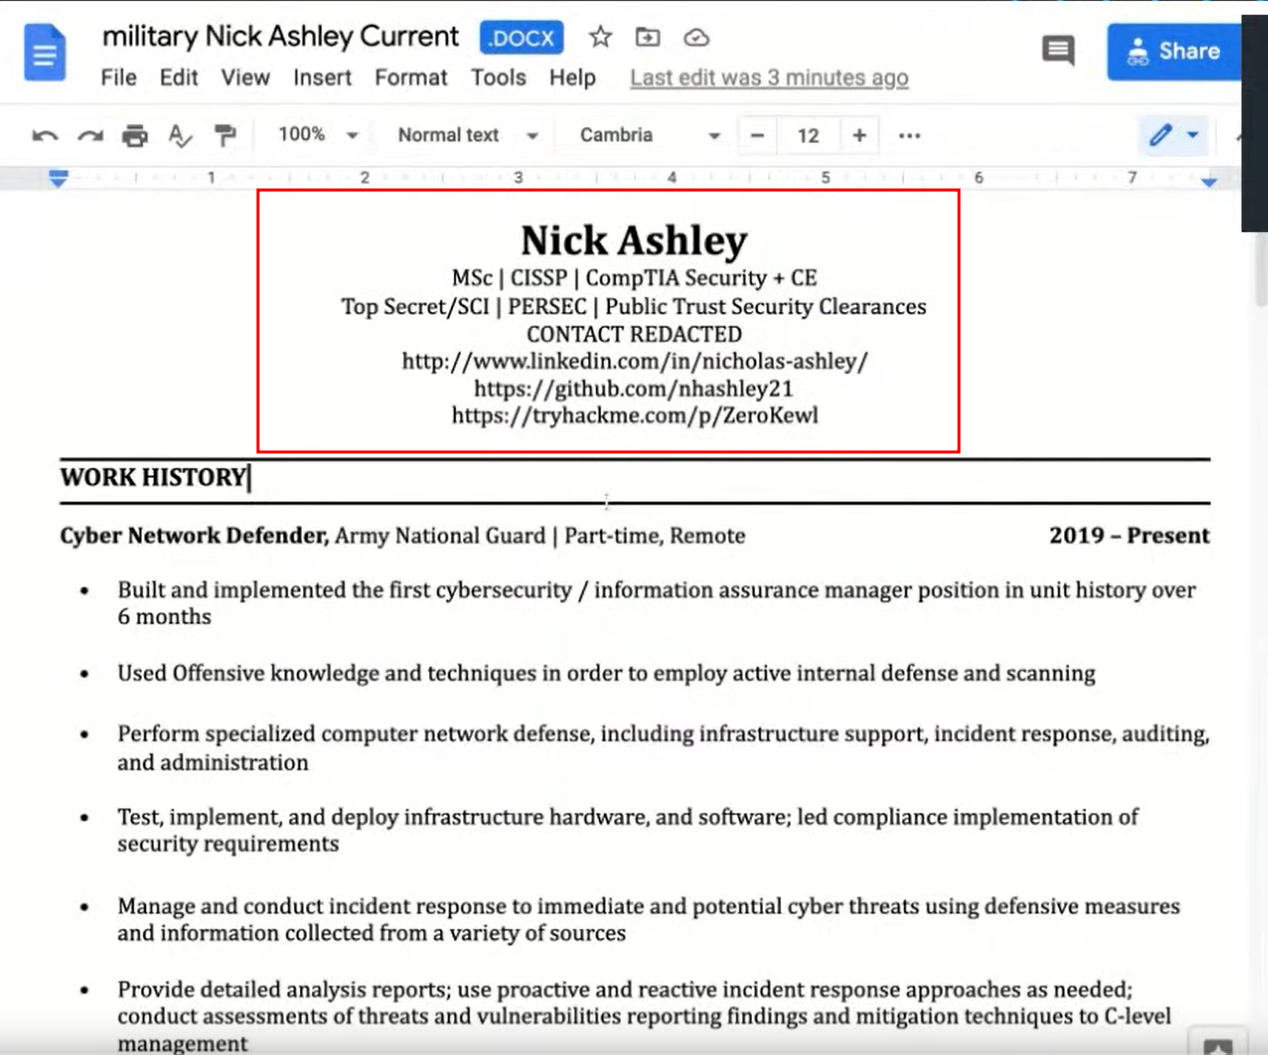 military Nick Ashley Current .DOCX
File Edit View Insert Format Tools Help Last edit was 3 minutes ago
Share
100% Normal text Cambria − 12 + ...
1 2 3 4 5 6 7
Nick Ashley
MSc | CISSP | CompTIA Security + CE
Top Secret/SCI | PERSEC | Public Trust Security Clearances
CONTACT REDACTED
http://www.linkedin.com/in/nicholas-ashley/
https://github.com/nhashley21
https://tryhackme.com/p/ZeroKewl
WORK HISTORY
Cyber Network Defender, Army National Guard | Part-time, Remote 2019 – Present
• Built and implemented the first cybersecurity / information assurance manager position in unit history over
6 months
• Used Offensive knowledge and techniques in order to employ active internal defense and scanning
• Perform specialized computer network defense, including infrastructure support, incident response, auditing,
and administration
• Test, implement, and deploy infrastructure hardware, and software; led compliance implementation of
security requirements
• Manage and conduct incident response to immediate and potential cyber threats using defensive measures
and information collected from a variety of sources
• Provide detailed analysis reports; use proactive and reactive incident response approaches as needed;
conduct assessments of threats and vulnerabilities reporting findings and mitigation techniques to C-level
management